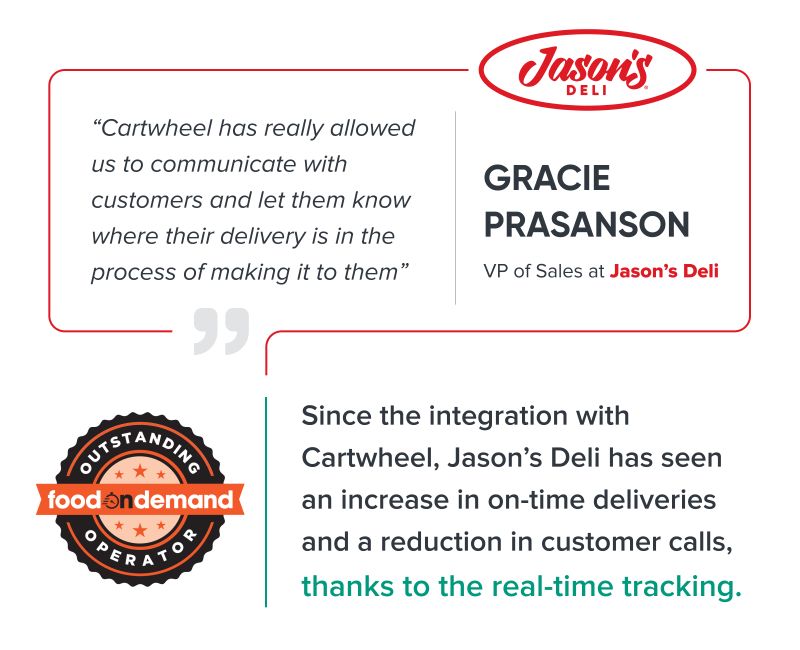 Jason's
DELI
“Cartwheel has really allowed
us to communicate with
customers and let them know
where their delivery is in the
process of making it to them”
GRACIE
PRASANSON
VP of Sales at Jason’s Deli
”
OUTSTANDING
food on demand
OPERATOR
Since the integration with
Cartwheel, Jason’s Deli has seen
an increase in on-time deliveries
and a reduction in customer calls,
thanks to the real-time tracking.